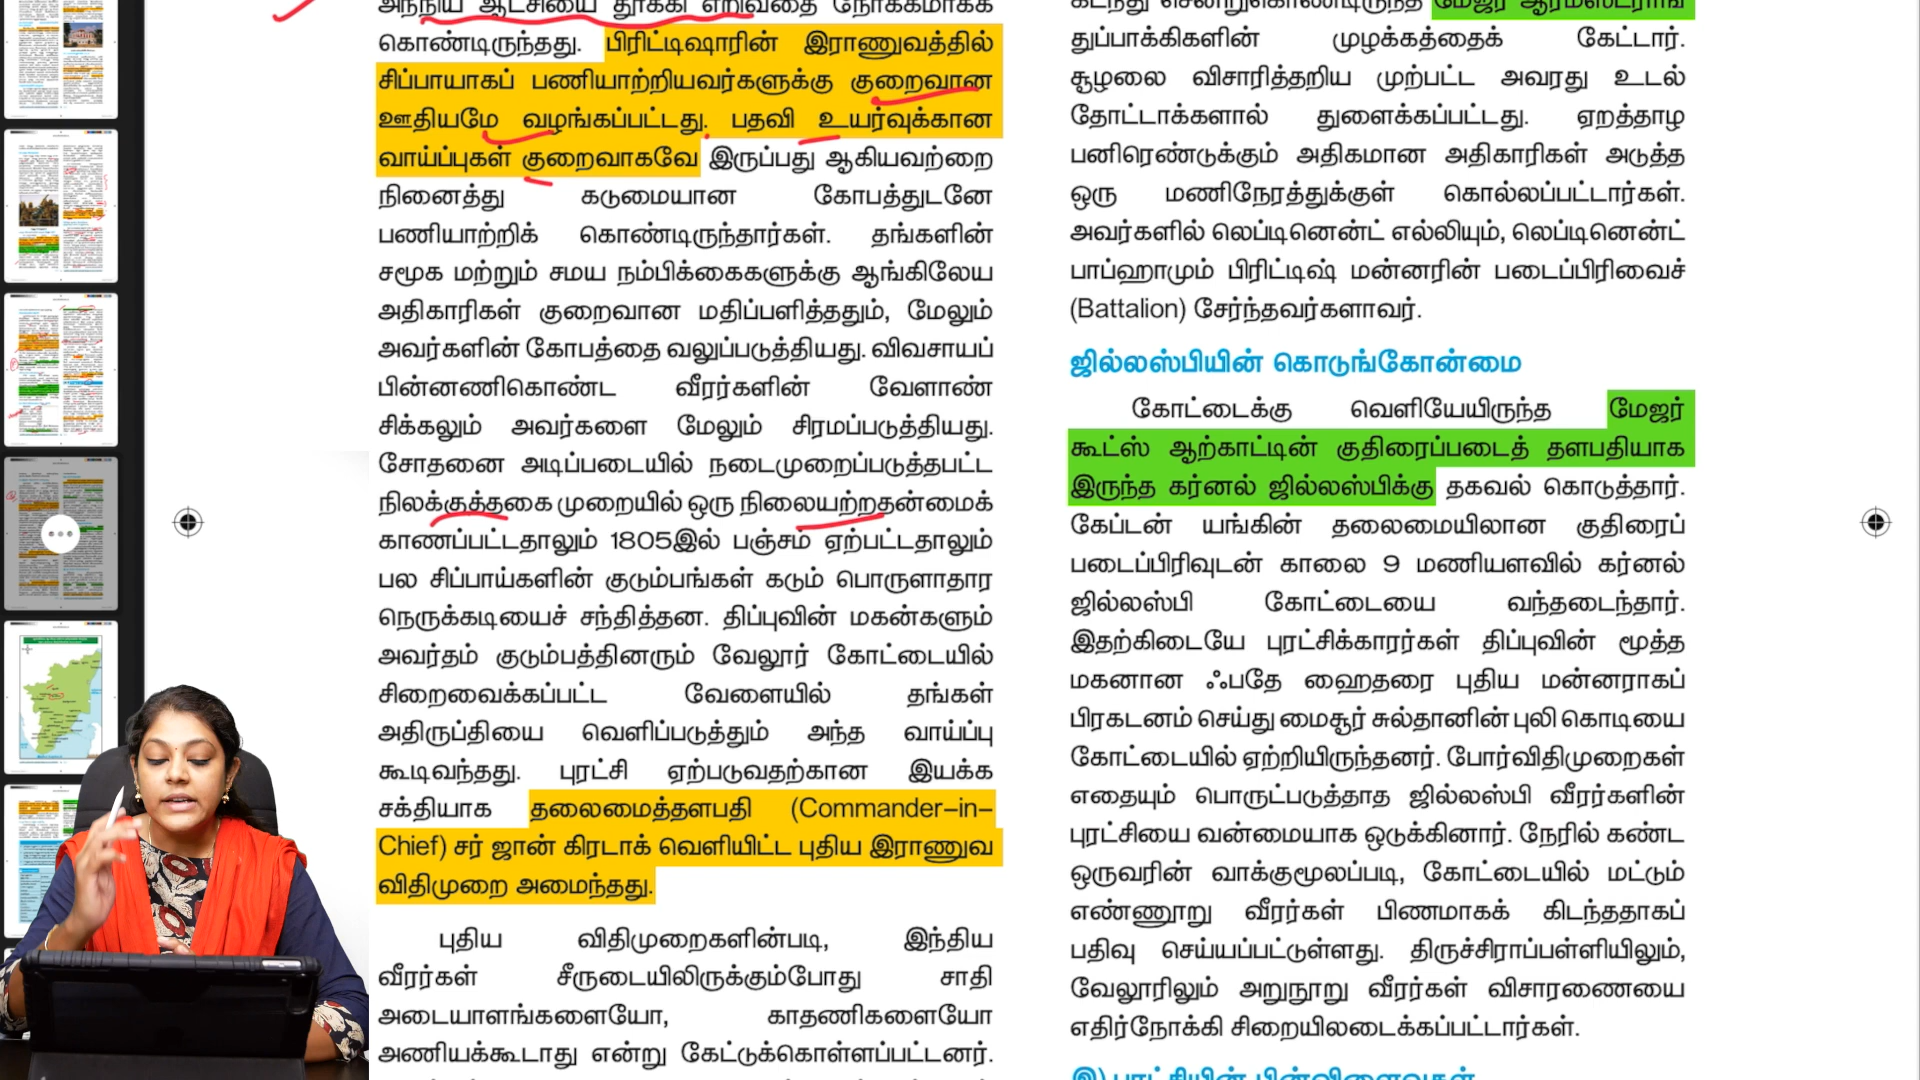 அந்நிய ஆட்சியை தூக்கி எறிவதை நோக்கமாகக்
கொண்டிருந்தது. பிரிட்டிஷாரின் இராணுவத்தில்
சிப்பாயாகப் பணியாற்றியவர்களுக்கு குறைவான
ஊதியமே வழங்கப்பட்டது. பதவி உயர்வுக்கான
வாய்ப்புகள் குறைவாகவே இருப்பது ஆகியவற்றை
நினைத்து கடுமையான கோபத்துடனே
பணியாற்றிக் கொண்டிருந்தார்கள். தங்களின்
சமூக மற்றும் சமய நம்பிக்கைகளுக்கு ஆங்கிலேய
அதிகாரிகள் குறைவான மதிப்பளித்ததும், மேலும்
அவர்களின் கோபத்தை வலுப்படுத்தியது. விவசாயப்
பின்னணிகொண்ட வீரர்களின் வேளாண்
சிக்கலும் அவர்களை மேலும் சிரமப்படுத்தியது.
சோதனை அடிப்படையில் நடைமுறைப்படுத்தபட்ட
நிலக்குத்தகை முறையில் ஒரு நிலையற்றதன்மைக்
காணப்பட்டதாலும் 1805இல் பஞ்சம் ஏற்பட்டதாலும்
பல சிப்பாய்களின் குடும்பங்கள் கடும் பொருளாதார
நெருக்கடியைச் சந்தித்தன. திப்புவின் மகன்களும்
அவர்தம் குடும்பத்தினரும் வேலூர் கோட்டையில்
சிறைவைக்கப்பட்ட வேளையில் தங்கள்
அதிருப்தியை வெளிப்படுத்தும் அந்த வாய்ப்பு
கூடிவந்தது. புரட்சி ஏற்படுவதற்கான இயக்க
சக்தியாக தலைமைத்தளபதி (Commander–in–
Chief) சர் ஜான் கிரடாக் வெளியிட்ட புதிய இராணுவ
விதிமுறை அமைந்தது.
புதிய விதிமுறைகளின்படி, இந்திய
வீரர்கள் சீருடையிலிருக்கும்போது சாதி
அடையாளங்களையோ, காதணிகளையோ
அணியக்கூடாது என்று கேட்டுக்கொள்ளப்பட்டனர்.
கடந்து சென்றுகொண்டிருந்த மேஜர் ஆர்ம்ஸ்ட்ராங்
துப்பாக்கிகளின் முழக்கத்தைக் கேட்டார்.
சூழலை விசாரித்தறிய முற்பட்ட அவரது உடல்
தோட்டாக்களால் துளைக்கப்பட்டது. ஏறத்தாழ
பனிரெண்டுக்கும் அதிகமான அதிகாரிகள் அடுத்த
ஒரு மணிநேரத்துக்குள் கொல்லப்பட்டார்கள்.
அவர்களில் லெப்டினென்ட் எல்லியும், லெப்டினென்ட்
பாப்ஹாமும் பிரிட்டிஷ் மன்னரின் படைப்பிரிவைச்
(Battalion) சேர்ந்தவர்களாவர்.
ஜில்லஸ்பியின் கொடுங்கோன்மை
கோட்டைக்கு வெளியேயிருந்த மேஜர்
கூட்ஸ் ஆற்காட்டின் குதிரைப்படைத் தளபதியாக
இருந்த கர்னல் ஜில்லஸ்பிக்கு தகவல் கொடுத்தார்.
கேப்டன் யங்கின் தலைமையிலான குதிரைப்
படைப்பிரிவுடன் காலை 9 மணியளவில் கர்னல்
ஜில்லஸ்பி கோட்டையை வந்தடைந்தார்.
இதற்கிடையே புரட்சிக்காரர்கள் திப்புவின் மூத்த
மகனான ஃபதே ஹைதரை புதிய மன்னராகப்
பிரகடனம் செய்து மைசூர் சுல்தானின் புலி கொடியை
கோட்டையில் ஏற்றியிருந்தனர். போர்விதிமுறைகள்
எதையும் பொருட்படுத்தாத ஜில்லஸ்பி வீரர்களின்
புரட்சியை வன்மையாக ஒடுக்கினார். நேரில் கண்ட
ஒருவரின் வாக்குமூலப்படி, கோட்டையில் மட்டும்
எண்ணூறு வீரர்கள் பிணமாகக் கிடந்ததாகப்
பதிவு செய்யப்பட்டுள்ளது. திருச்சிராப்பள்ளியிலும்,
வேலூரிலும் அறுநூறு வீரர்கள் விசாரணையை
எதிர்நோக்கி சிறையிலடைக்கப்பட்டார்கள்.
இ) புரட்சியின் பின்விளைவுகள்